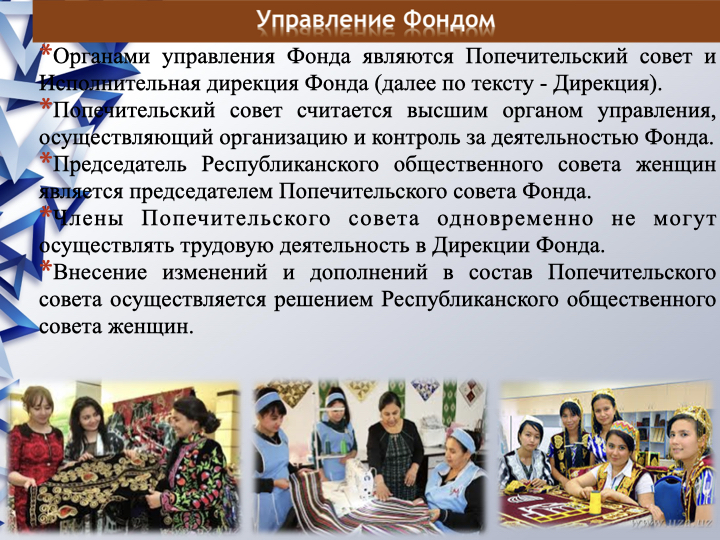 Управление Фондом
*Органами управления Фонда являются Попечительский совет и
Исполнительная дирекция Фонда (далее по тексту - Дирекция).
*Попечительский совет считается высшим органом управления,
осуществляющий организацию и контроль за деятельностью Фонда.
*Председатель Республиканского общественного совета женщин
является председателем Попечительского совета Фонда.
*Члены Попечительского совета одновременно не могут
осуществлять трудовую деятельность в Дирекции Фонда.
*Внесение изменений и дополнений в состав Попечительского
совета осуществляется решением Республиканского общественного
совета женщин.